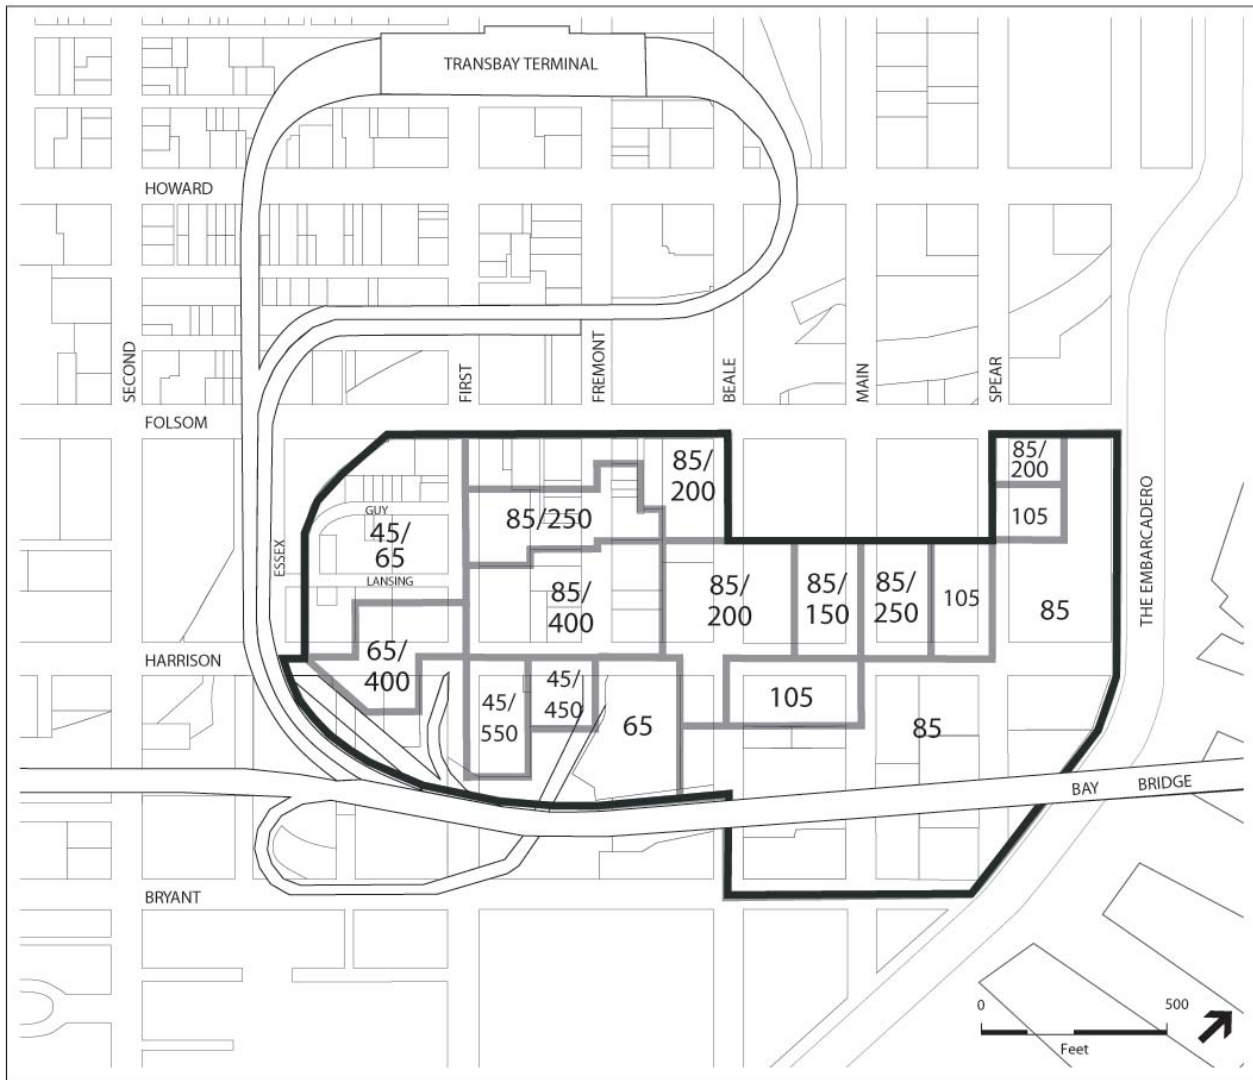 TRANSBAY TERMINAL
HOWARD
SECOND
FIRST
FREMONT
BEALE
MAIN
SPEAR
FOLSOM
85/
200
85/
200
GUY
85/250
105
45/
65
ESSEX
THE EMBARCADERO
LANSING
85/
400
85/
200
85/
150
85/
250
105
85
HARRISON
65/
400
45/
550
45/
450
65
105
85
BAY BRIDGE
BRYANT
0 500
Feet